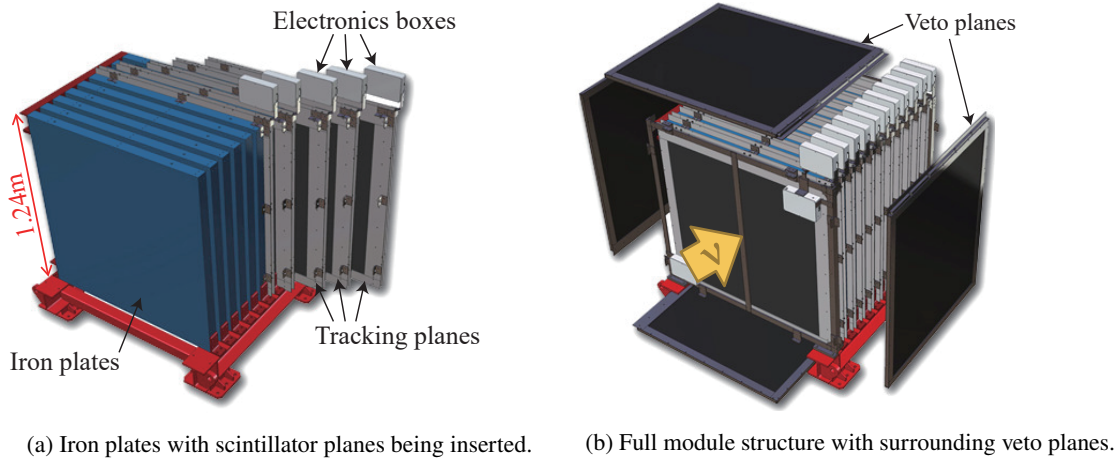 Electronics boxes
1.24m
Iron plates
Tracking planes
(a) Iron plates with scintillator planes being inserted.
Veto planes
ν
(b) Full module structure with surrounding veto planes.